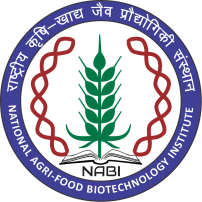 राष्ट्रीय कृषि-खाद्य जैव प्रौद्योगिकी संस्थान
NABI
NATIONAL AGRI-FOOD BIOTECHNOLOGY INSTITUTE